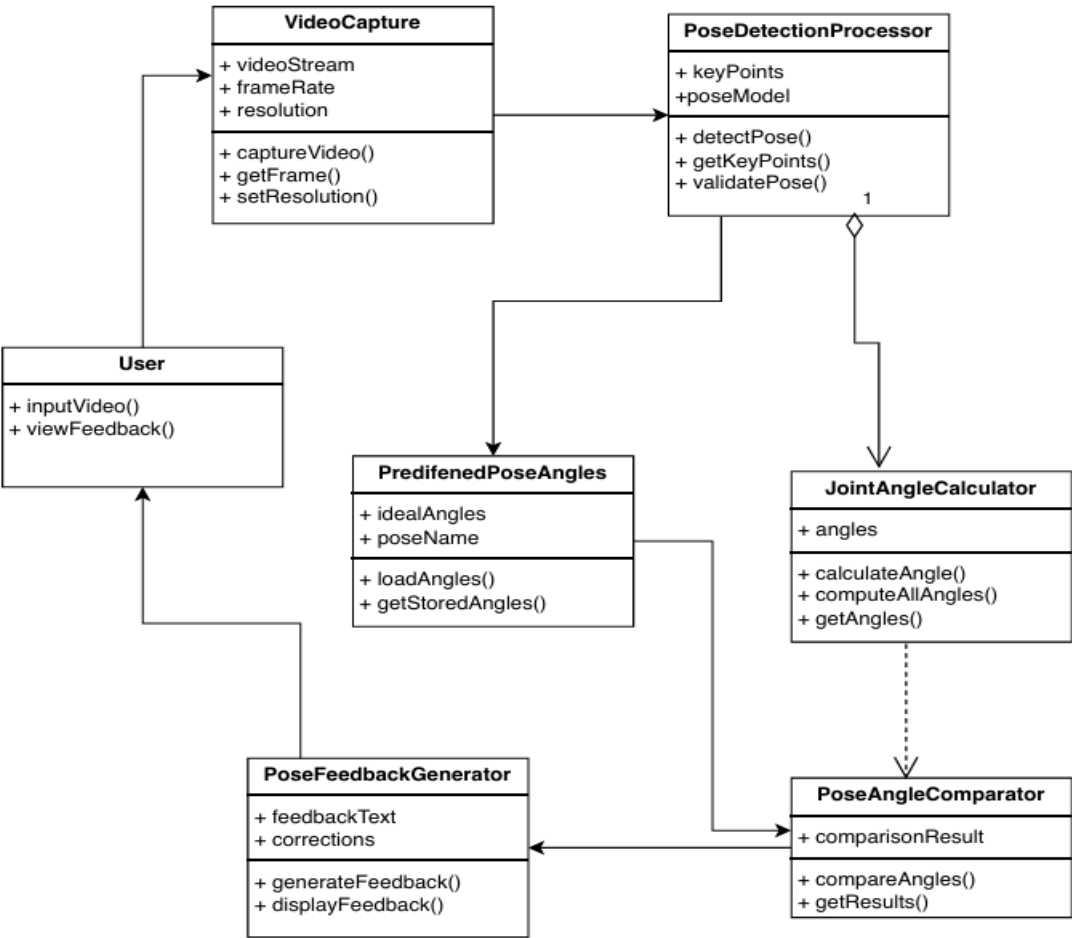 VideoCapture
+ videoStream
+ frameRate
+ resolution
+ captureVideo()
+ getFrame()
+ setResolution()
PoseDetectionProcessor
+ keyPoints
+poseModel
+ detectPose()
+ getKeyPoints()
+ validatePose()
1
User
+ inputVideo()
+ viewFeedback()
PredifenedPoseAngles
+ idealAngles
+ poseName
+ loadAngles()
+ getStoredAngles()
JointAngleCalculator
+ angles
+ calculateAngle()
+ computeAllAngles()
+ getAngles()
PoseFeedbackGenerator
+ feedbackText
+ corrections
+ generateFeedback()
+ displayFeedback()
PoseAngleComparator
+ comparisonResult
+ compareAngles()
+ getResults()